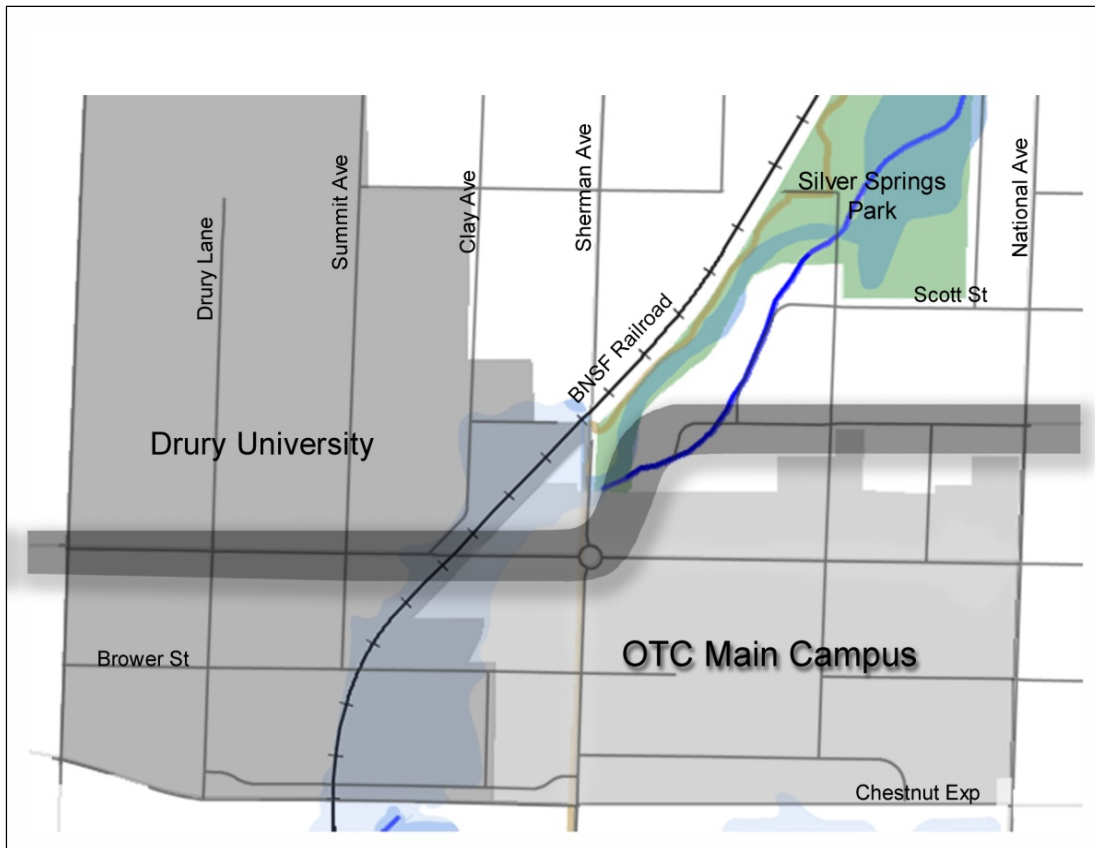 Silver Springs
Park
Drury Lane
Summit Ave
Clay Ave
Sherman Ave
National Ave
Scott St
BNSF Railroad
Drury University
Brower St
OTC Main Campus
Chestnut Exp